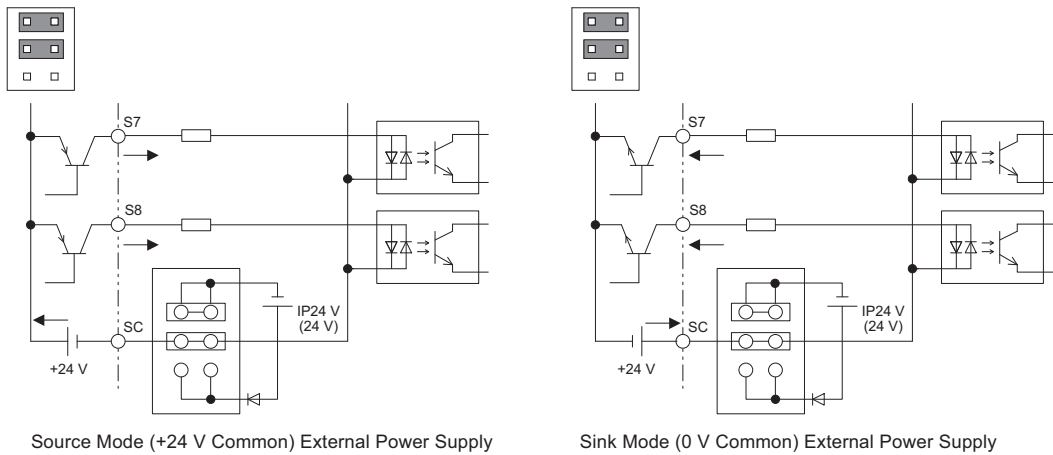 S7
S8
SC
IP24 V
(24 V)
+24 V
Source Mode (+24 V Common) External Power Supply
S7
S8
SC
IP24 V
(24 V)
+24 V
Sink Mode (0 V Common) External Power Supply